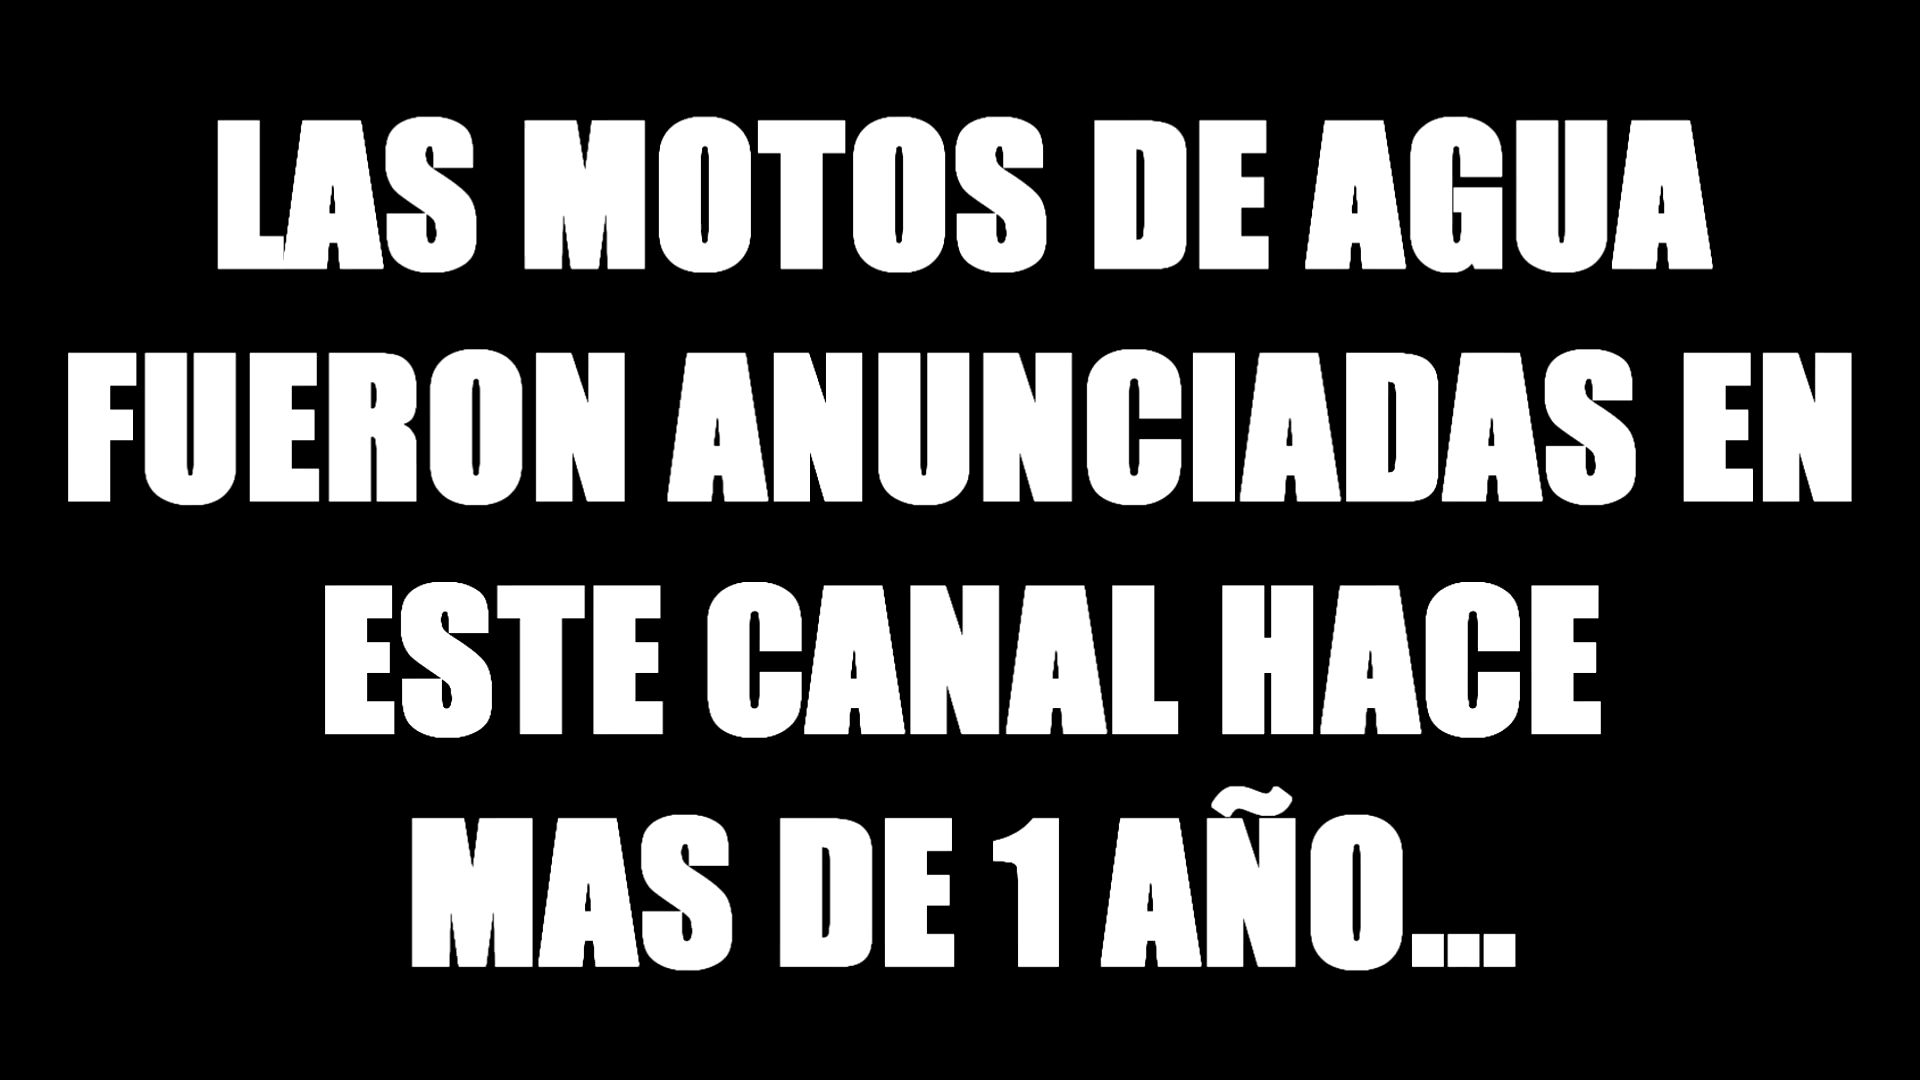 LAS MOTOS DE AGUA
FUERON ANUNCIADAS EN
ESTE CANAL HACE
MAS DE 1 AÑO...